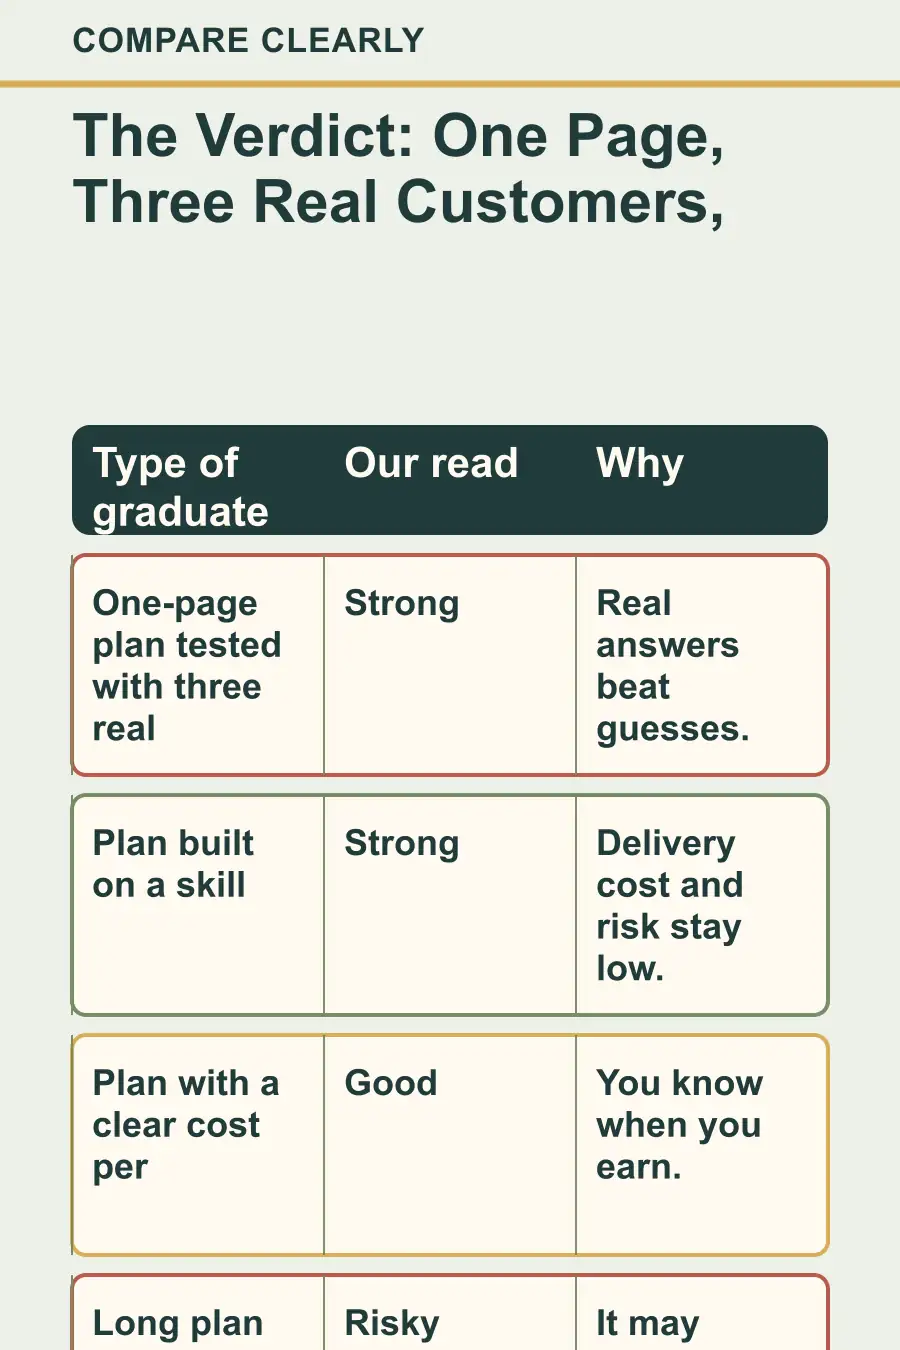 COMPARE CLEARLY
The Verdict: One Page,
Three Real Customers,
Type of
graduate
Our read
Why
One-page
plan tested
with three
real
Strong
Real
answers
beat
guesses.
Plan built
on a skill
Strong
Delivery
cost and
risk stay
low.
Plan with a
clear cost
per
Good
You know
when you
earn.
Long plan
Risky
It may